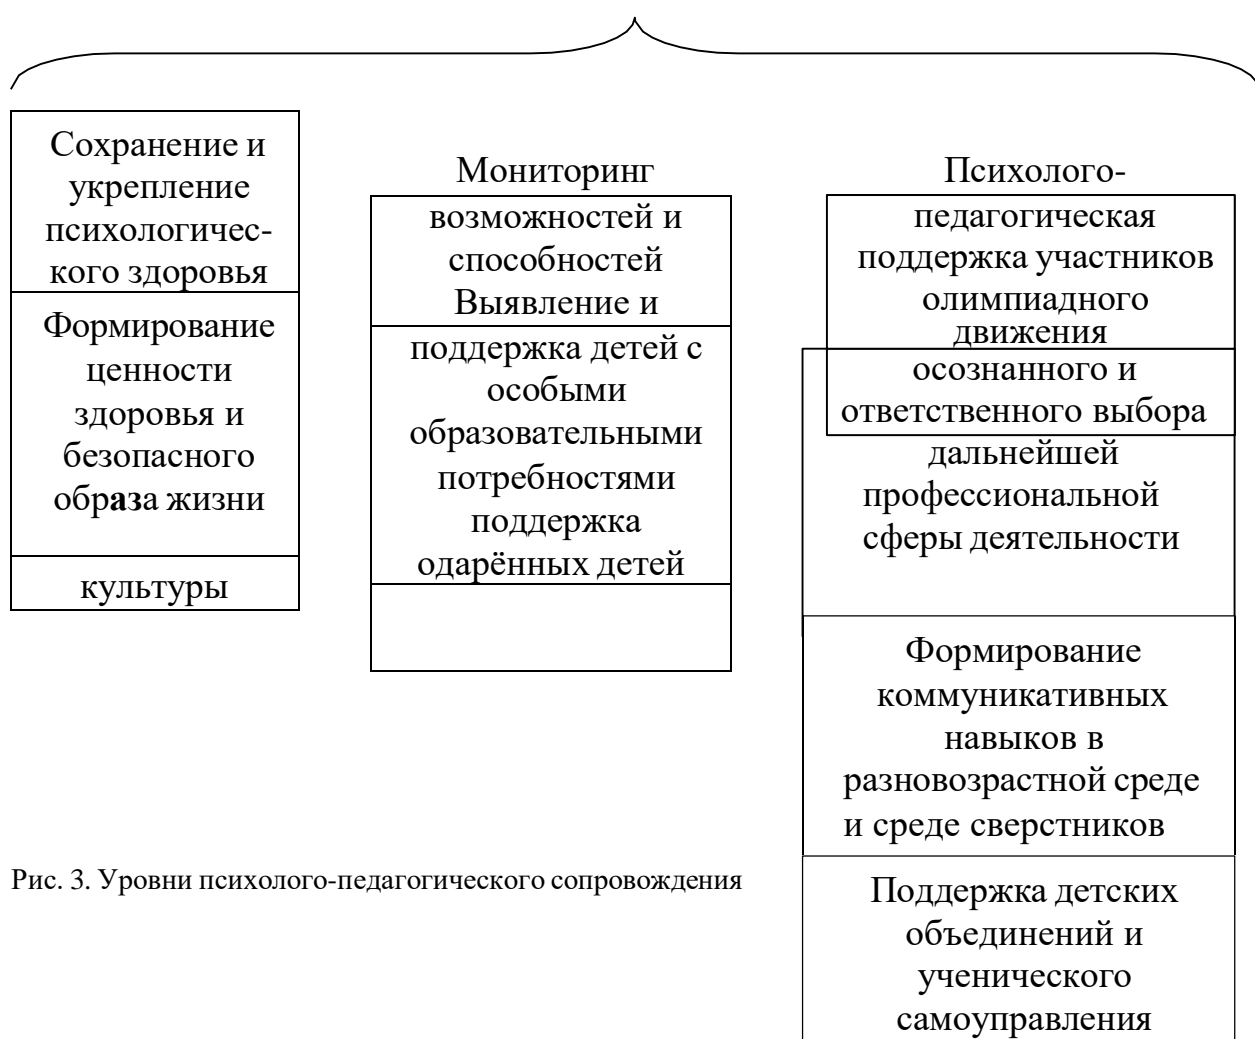 Сохранение и
укрепление
психологичес-
кого здоровья
Формирование
ценности
здоровья и
безопасного
образа жизни
культуры
Мониторинг
возможностей и
способностей
Выявление и
поддержка детей с
особыми
образовательными
потребностями
поддержка
одарённых детей
Психолого-
педагогическая
поддержка участников
олимпиадного
движения
осознанного и
ответственного выбора
дальнейшей
профессиональной
сферы деятельности
Формирование
коммуникативных
навыков в
разновозрастной среде
и среде сверстников
Поддержка детских
объединений и
ученического
самоуправления
Рис. 3. Уровни психолого-педагогического сопровождения